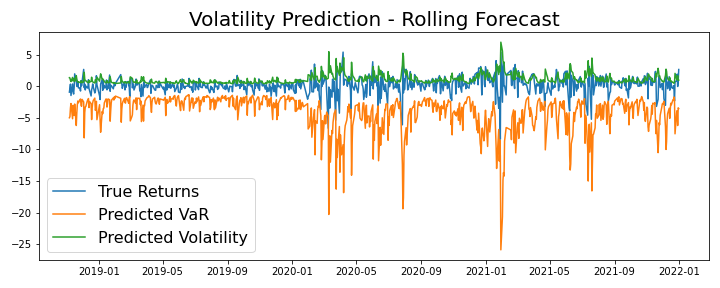 Volatility Prediction - Rolling Forecast
5
0
−5
−10
−15
−20
−25
True Returns
Predicted VaR
Predicted Volatility
2019-01 2019-05 2019-09 2020-01 2020-05 2020-09 2021-01 2021-05 2021-09 2022-01